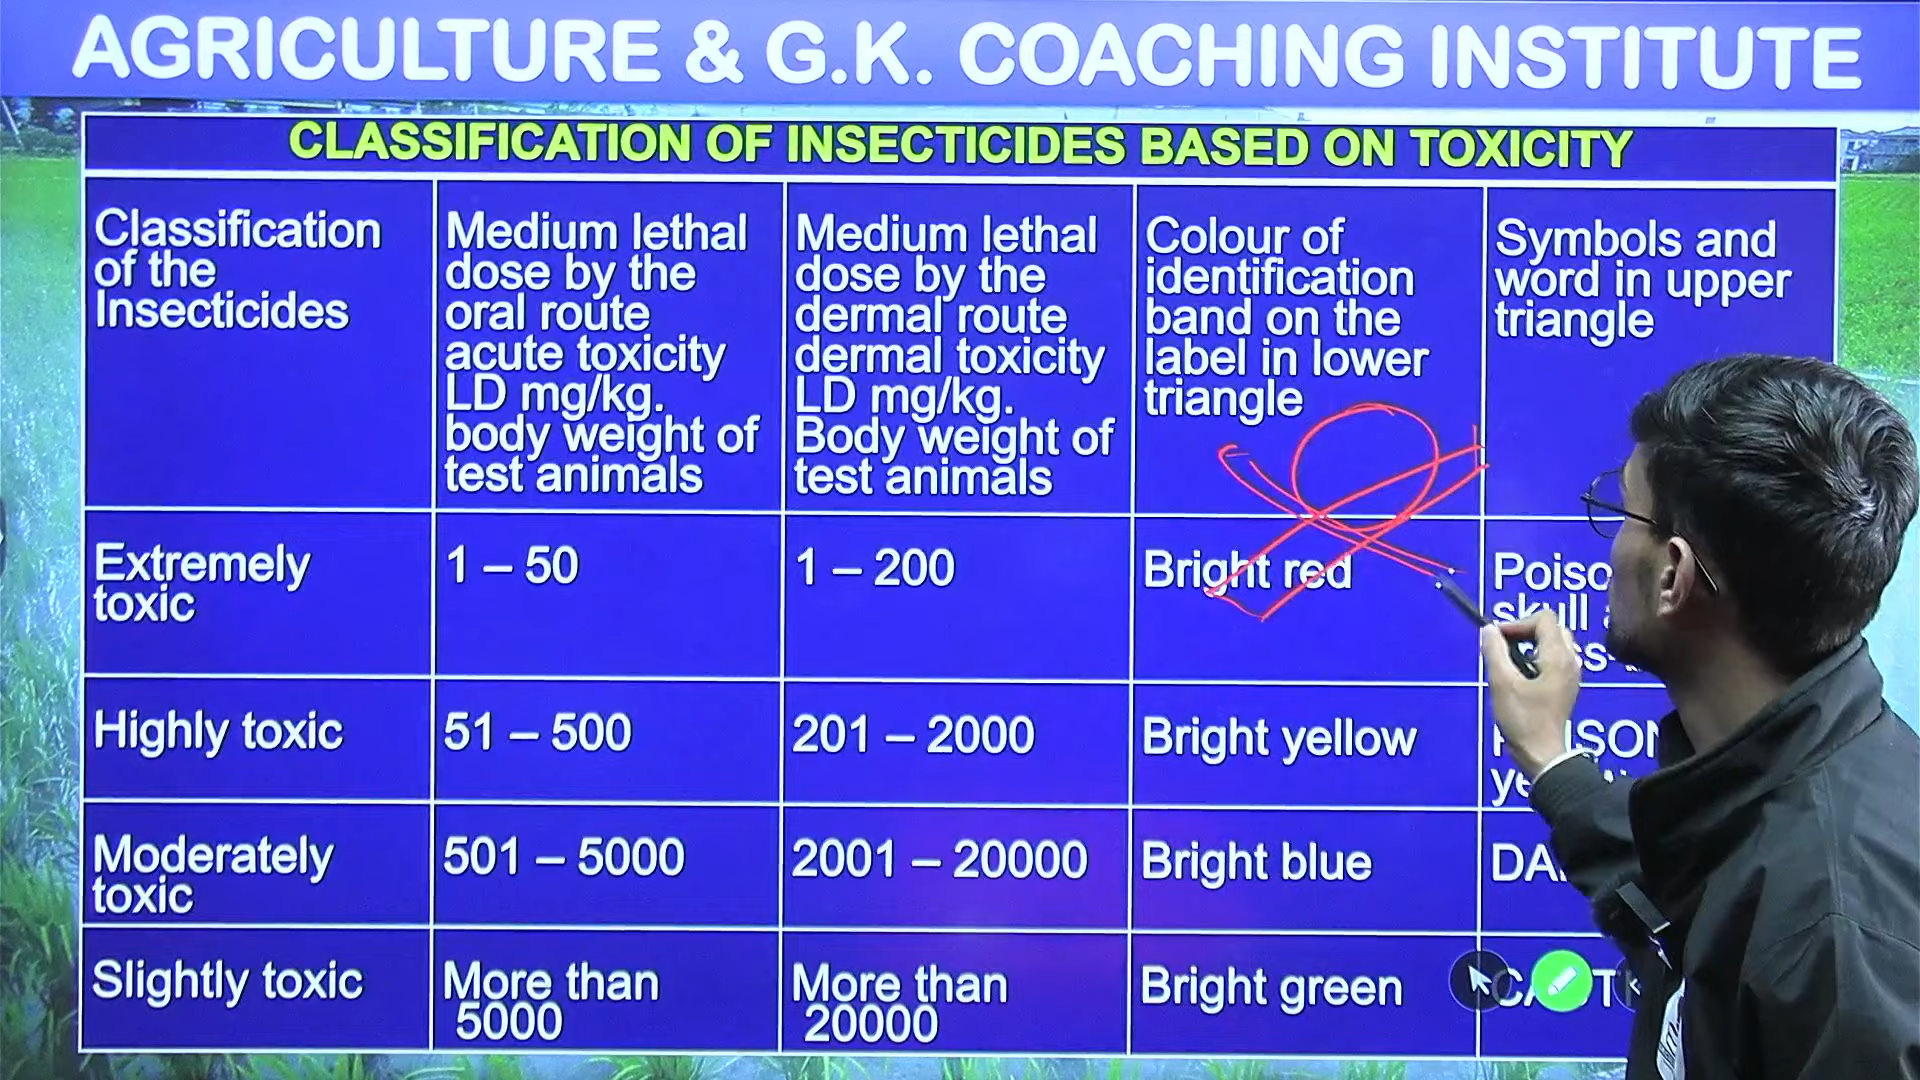 AGRICULTURE & G.K. COACHING INSTITUTE
CLASSIFICATION OF INSECTICIDES BASED ON TOXICITY
Classification
of the
Insecticides
Medium lethal
dose by the
oral route
acute toxicity
LD mg/kg.
body weight of
test animals
Medium lethal
dose by the
dermal route
dermal toxicity
LD mg/kg.
Body weight of
test animals
Colour of
identification
band on the
label in lower
triangle
Symbols and
word in upper
triangle
Extremely
toxic
1 – 50
1 – 200
Bright red
skull
Highly toxic
51 – 500
201 – 2000
Bright yellow
Moderately
toxic
501 – 5000
2001 – 20000
Bright blue
Slightly toxic
More than
5000
More than
20000
Bright green